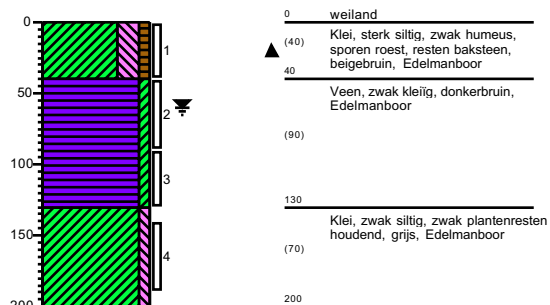 0
50
100
150
200
1
2
3
4
0 weiland
(40) Klei, sterk siltig, zwak humeus,
sporen roest, resten baksteen,
beigebruin, Edelmanboor
40
Veen, zwak kleiïg, donkerbruin,
Edelmanboor
(90)
130
Klei, zwak siltig, zwak plantenresten
houdend, grijs, Edelmanboor
(70)
200